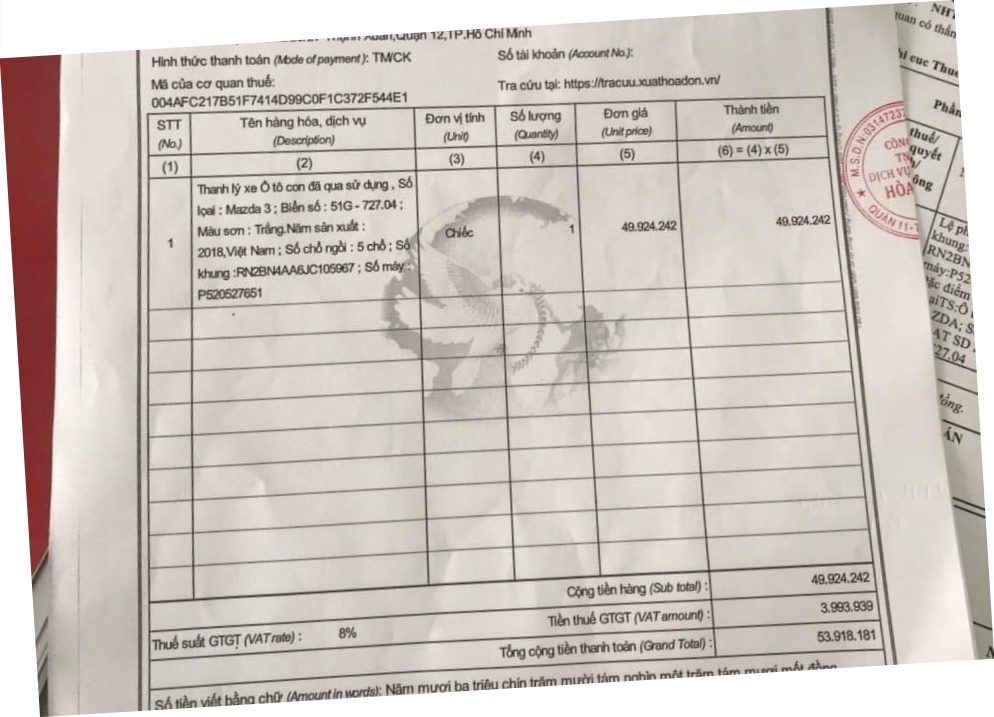 Thạnh Xuân,Quận 12,TP.Hồ Chí Minh
Hình thức thanh toán (Mode of payment): TM/CK
Số tài khoản (Account No.):
Mã của cơ quan thuế:
004AFC217B51F7414D99C0F1C372F544E1
Tra cứu tại: https://tracuu.xuathoadon.vn/
STT (No.)
Tên hàng hóa, dịch vụ (Description)
Đơn vị tính (Unit)
Số lượng (Quantity)
Đơn giá (Unit price)
Thành tiền (Amount)
(1) (2) (3) (4) (5) (6) = (4) x (5)
Thanh lý xe Ô tô con đã qua sử dụng , Số
lọai : Mazda 3 ; Biển số : 51G - 727.04 ;
Màu sơn : Trắng.Năm sản xuất :
1 Chiếc 1 49.924.242 49.924.242
2018,Việt Nam ; Số chỗ ngồi : 5 chỗ ; Số
khung :RN2BN4AA6JC105967 ; Số máy :
P520527651
Cộng tiền hàng (Sub total) : 49.924.242
Thuế suất GTGT (VAT rate) : 8% Tiền thuế GTGT (VAT amount) : 3.993.939
Tổng cộng tiền thanh toán (Grand Total) : 53.918.181
Số tiền viết bằng chữ (Amount in words): Năm mươi ba triệu chín trăm mười tám nghìn một trăm tám mươi mốt đồng
M.S.D.N:03147237
CÔNG
DỊCH VỤ
HÒA
QUẬN 11-T
quan có thẩm
hi cục Thuế
Phần
thuế/
quyết
h/
ông
Lệ ph
khung:
RN2BN
máy:P52
đặc điểm
aiTS:Ô
ZDA; S
AT SD
727.04
tổng.
ÁN